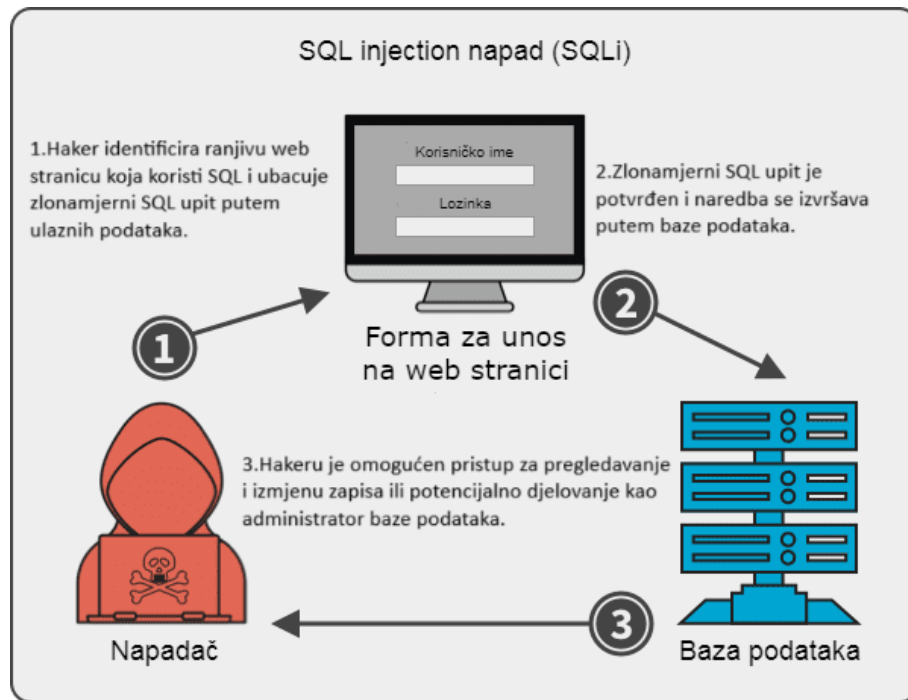 SQL injection napad (SQLi)
1.Haker identificira ranjivu web
stranicu koja koristi SQL i ubacuje
zlonamjerni SQL upit putem
ulaznih podataka.
Korisničko ime
Lozinka
2.Zlonamjerni SQL upit je
potvrđen i naredba se izvršava
putem baze podataka.
1
2
Forma za unos
na web stranici
3.Hakeru je omogućen pristup za pregledavanje
i izmjenu zapisa ili potencijalno djelovanje kao
administrator baze podataka.
3
Napadač
Baza podataka